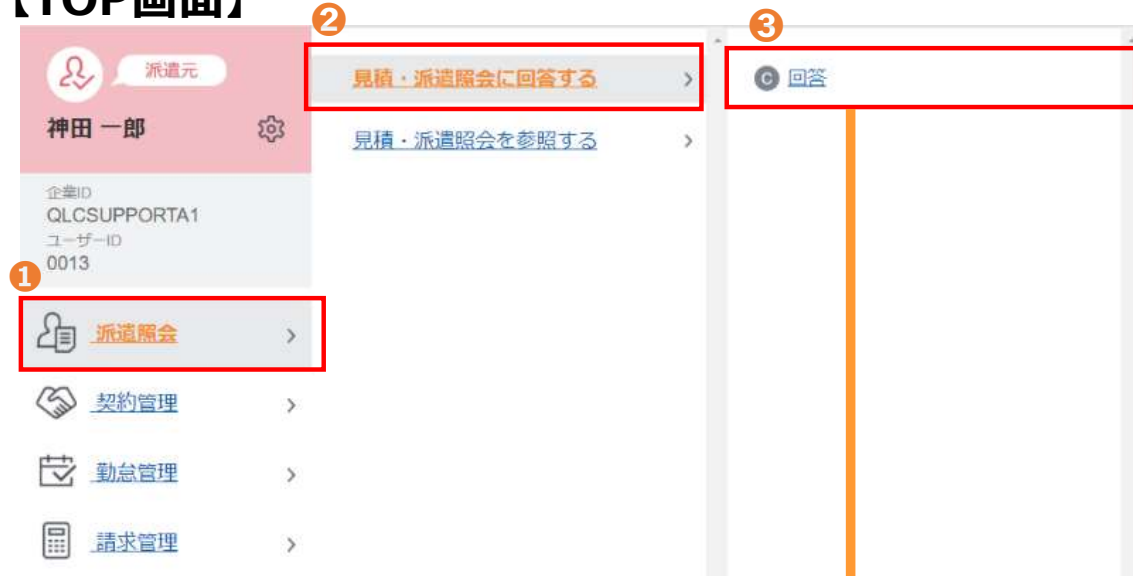 【TOP画面】
❷
❸
派遣元
見積・派遣照会に回答する
C 回答
神田 一郎
見積・派遣照会を参照する
企業ID
QLCSUPPORTA1
ユーザーID
0013
❶
派遣照会
契約管理
勤怠管理
請求管理